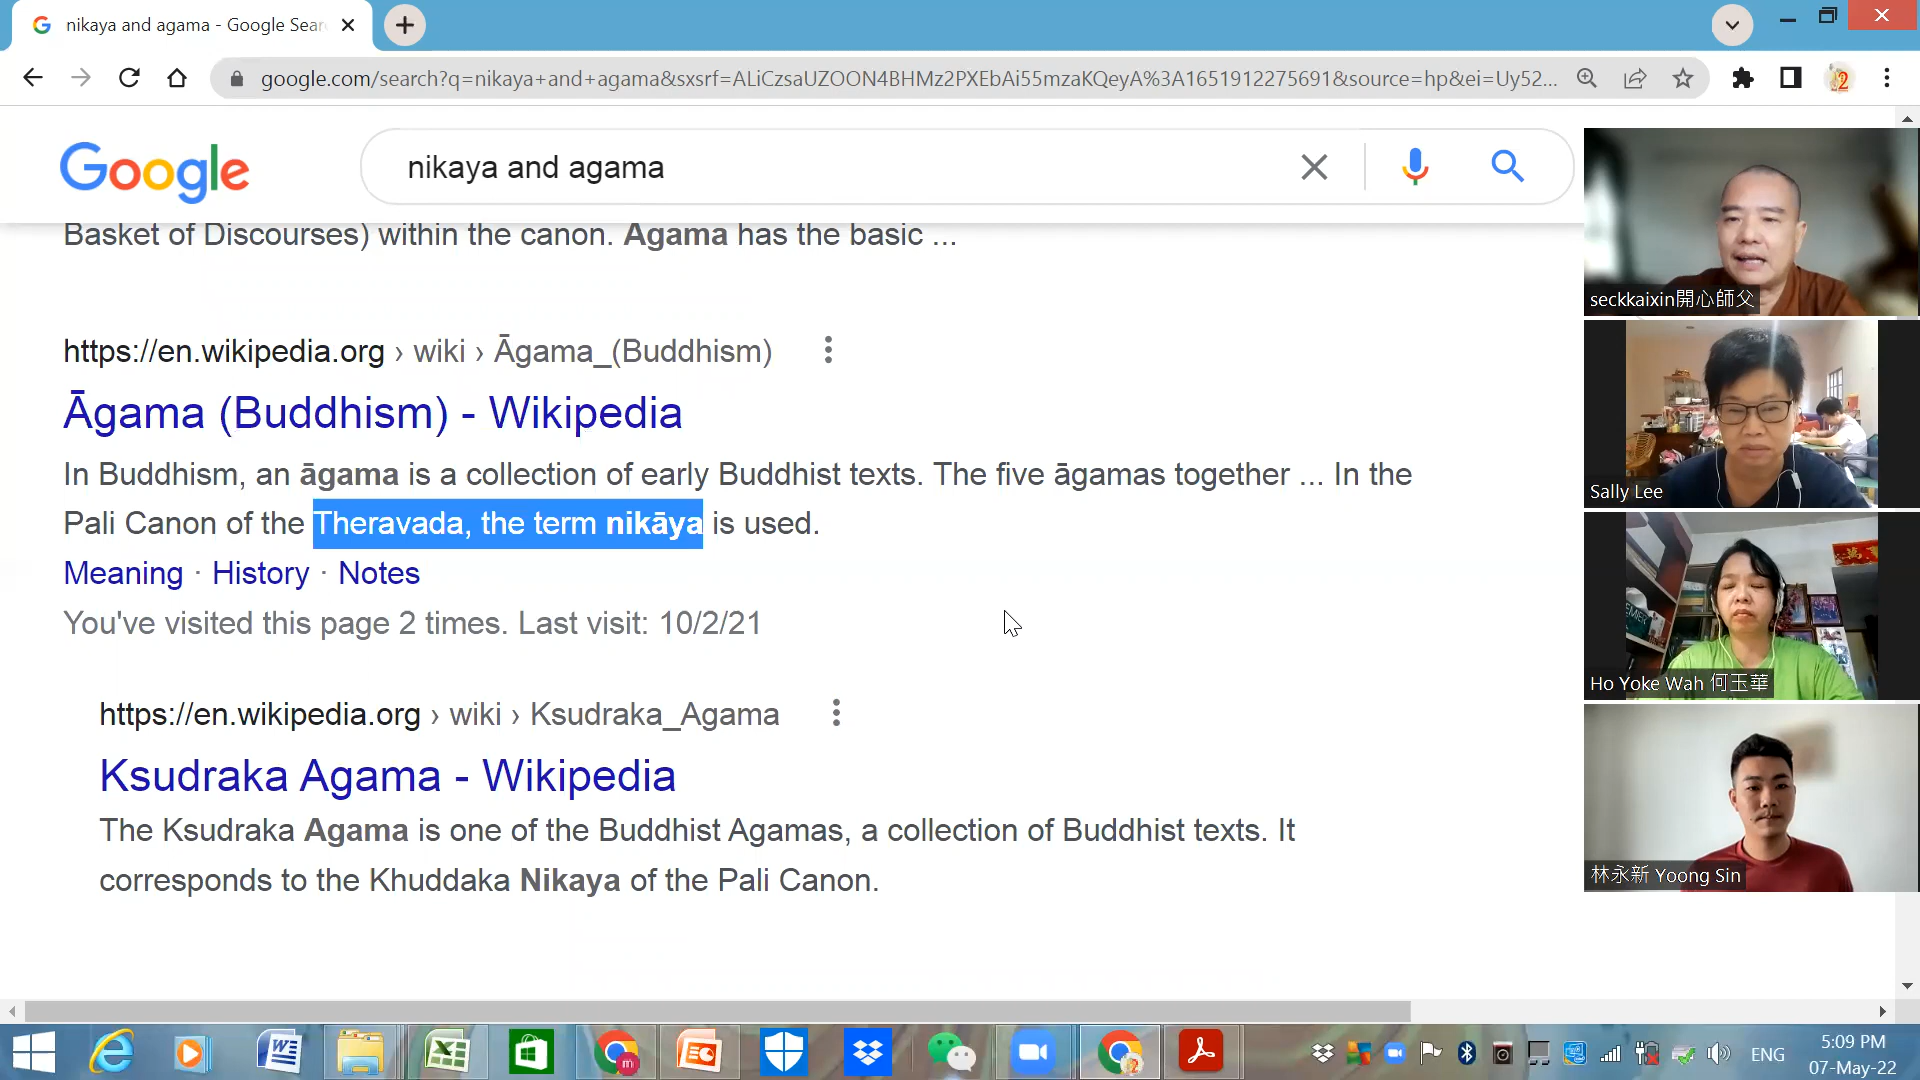 nikaya and agama - Google Sear
google.com/search?q=nikaya+and+agama&sxsrf=ALiCzsaUZOON4BHMz2PXEbAi55mzaKQeyA%3A1651912275691&source=hp&ei=Uy52...
Google
nikaya and agama
Basket of Discourses) within the canon. Agama has the basic ...
https://en.wikipedia.org › wiki › Āgama_(Buddhism)
Āgama (Buddhism) - Wikipedia
In Buddhism, an āgama is a collection of early Buddhist texts. The five āgamas together ... In the
Pali Canon of the Theravada, the term nikāya is used.
Meaning · History · Notes
You've visited this page 2 times. Last visit: 10/2/21
https://en.wikipedia.org › wiki › Ksudraka_Agama
Ksudraka Agama - Wikipedia
The Ksudraka Agama is one of the Buddhist Agamas, a collection of Buddhist texts. It
corresponds to the Khuddaka Nikaya of the Pali Canon.
seckkaixin開心師父
Sally Lee
Ho Yoke Wah 何玉華
林永新 Yoong Sin
ENG
5:09 PM
07-May-22